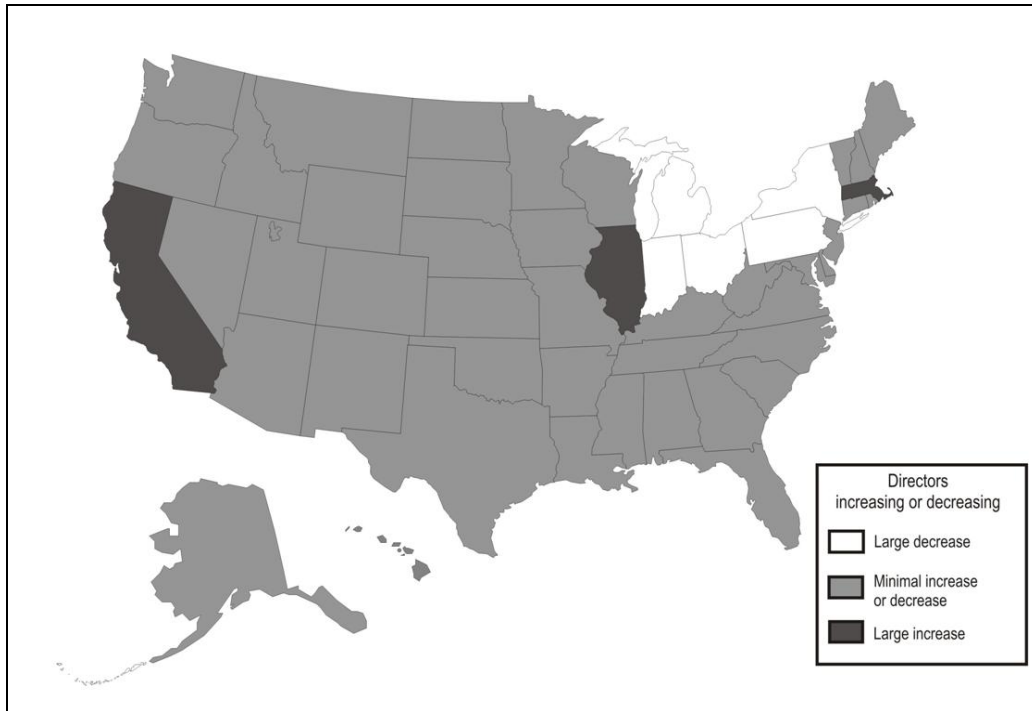 Directors
increasing or decreasing
Large decrease
Minimal increase
or decrease
Large increase